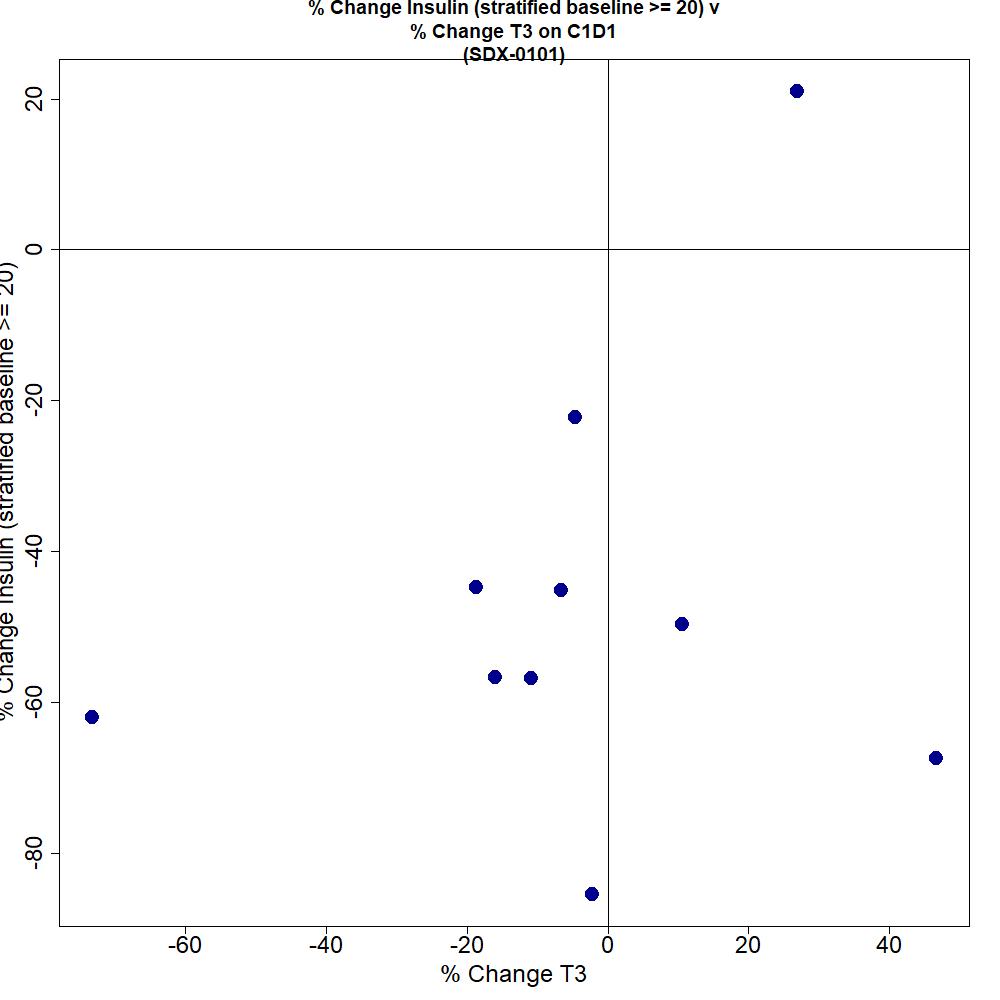 % Change Insulin (stratified baseline >= 20) v
% Change T3 on C1D1
(SDX-0101)
% Change Insulin (stratified baseline >= 20)
20
0
-20
-40
-60
-80
-60
-40
-20
0
20
40
% Change T3